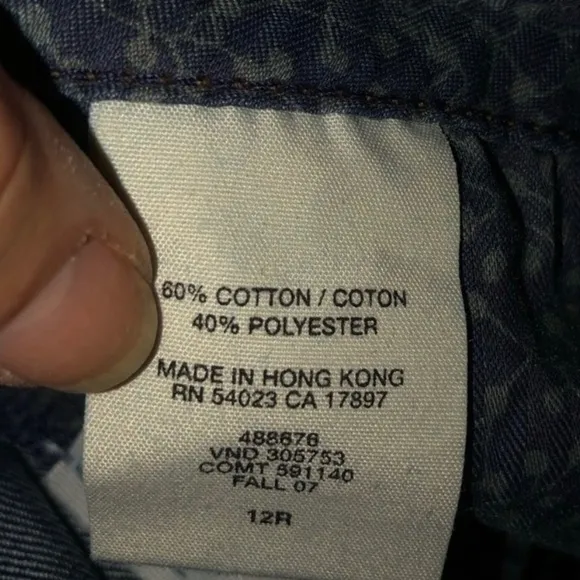 60% COTTON / COTON
40% POLYESTER
MADE IN HONG KONG
RN 54023 CA 17897
488676
VND 305753
COMT 591140
FALL 07
12R